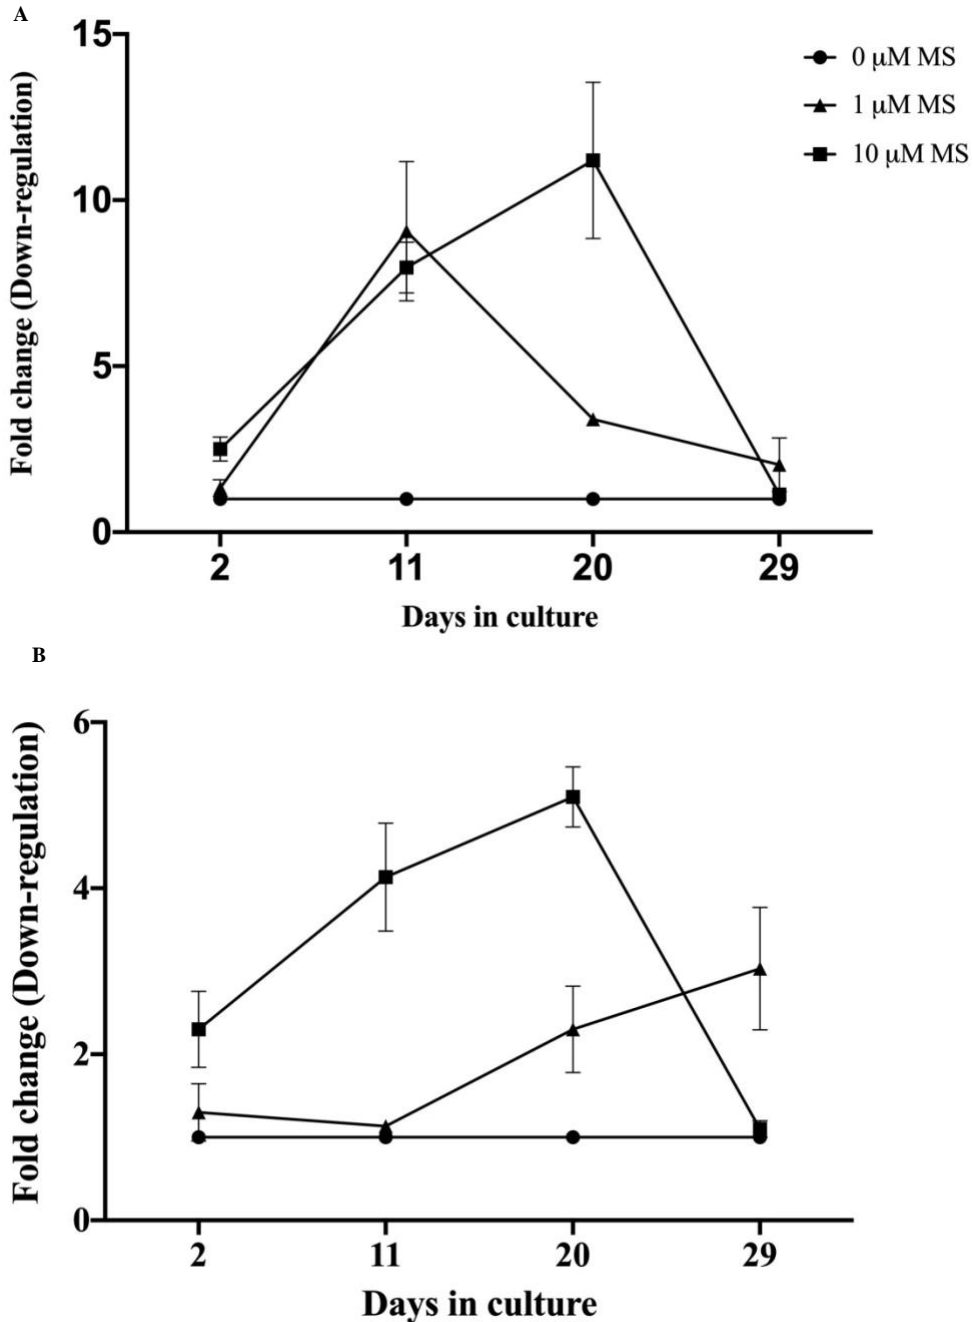 A
15
10
5
0
Fold change (Down-regulation)
0 μM MS
1 μM MS
10 μM MS
2 11 20 29
Days in culture
B
6
4
2
0
Fold change (Down-regulation)
2 11 20 29
Days in culture